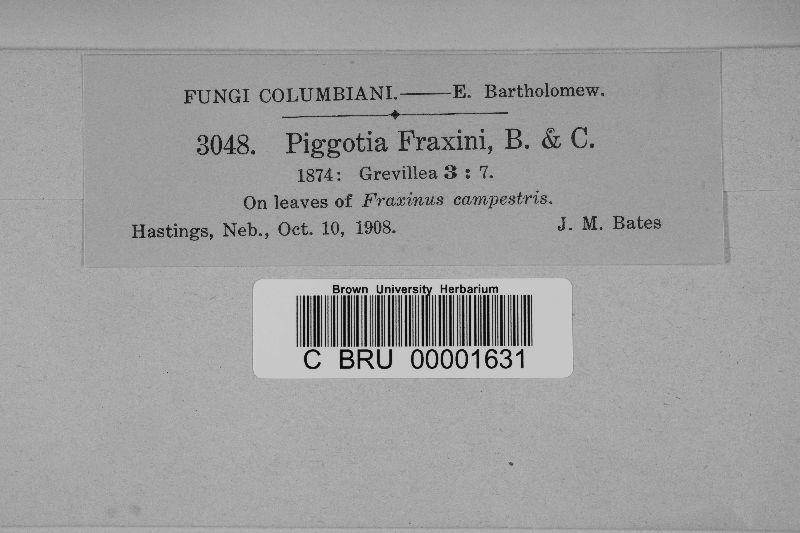 FUNGI COLUMBIANI.——E. Bartholomew.
3048. Piggotia Fraxini, B. & C.
1874: Grevillea 3 : 7.
On leaves of Fraxinus campestris.
Hastings, Neb., Oct. 10, 1908. J. M. Bates
Brown University Herbarium
C BRU 00001631